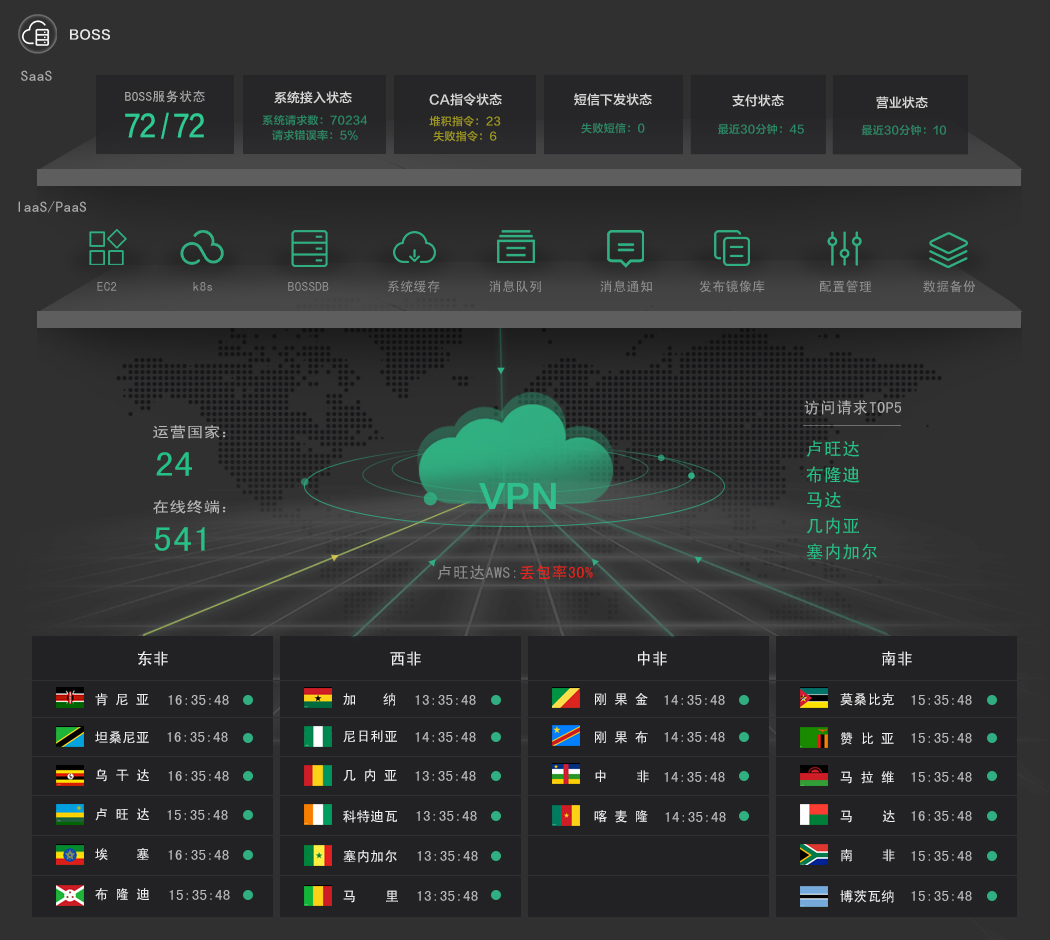 BOSS
SaaS
BOSS服务状态
72/72
系统接入状态
系统请求数: 70234
请求错误率: 5%
CA指令状态
堆积指令: 23
失败指令: 6
短信下发状态
失败短信: 0
支付状态
最近30分钟: 45
营业状态
最近30分钟: 10
IaaS/PaaS
EC2
k8s
BOSSDB
系统缓存
消息队列
消息通知
发布镜像库
配置管理
数据备份
运营国家:
24
在线终端:
541
VPN
卢旺达AWS:丢包率30%
访问请求TOP5
卢旺达
布隆迪
马达
几内亚
塞内加尔
东非
肯尼亚 16:35:48
坦桑尼亚 16:35:48
乌干达 16:35:48
卢旺达 15:35:48
埃塞 16:35:48
布隆迪 15:35:48
西非
加纳 13:35:48
尼日利亚 14:35:48
几内亚 13:35:48
科特迪瓦 13:35:48
塞内加尔 13:35:48
马里 13:35:48
中非
刚果金 14:35:48
刚果布 14:35:48
中非 14:35:48
喀麦隆 14:35:48
南非
莫桑比克 15:35:48
赞比亚 15:35:48
马拉维 15:35:48
马达 16:35:48
南非 15:35:48
博茨瓦纳 15:35:48